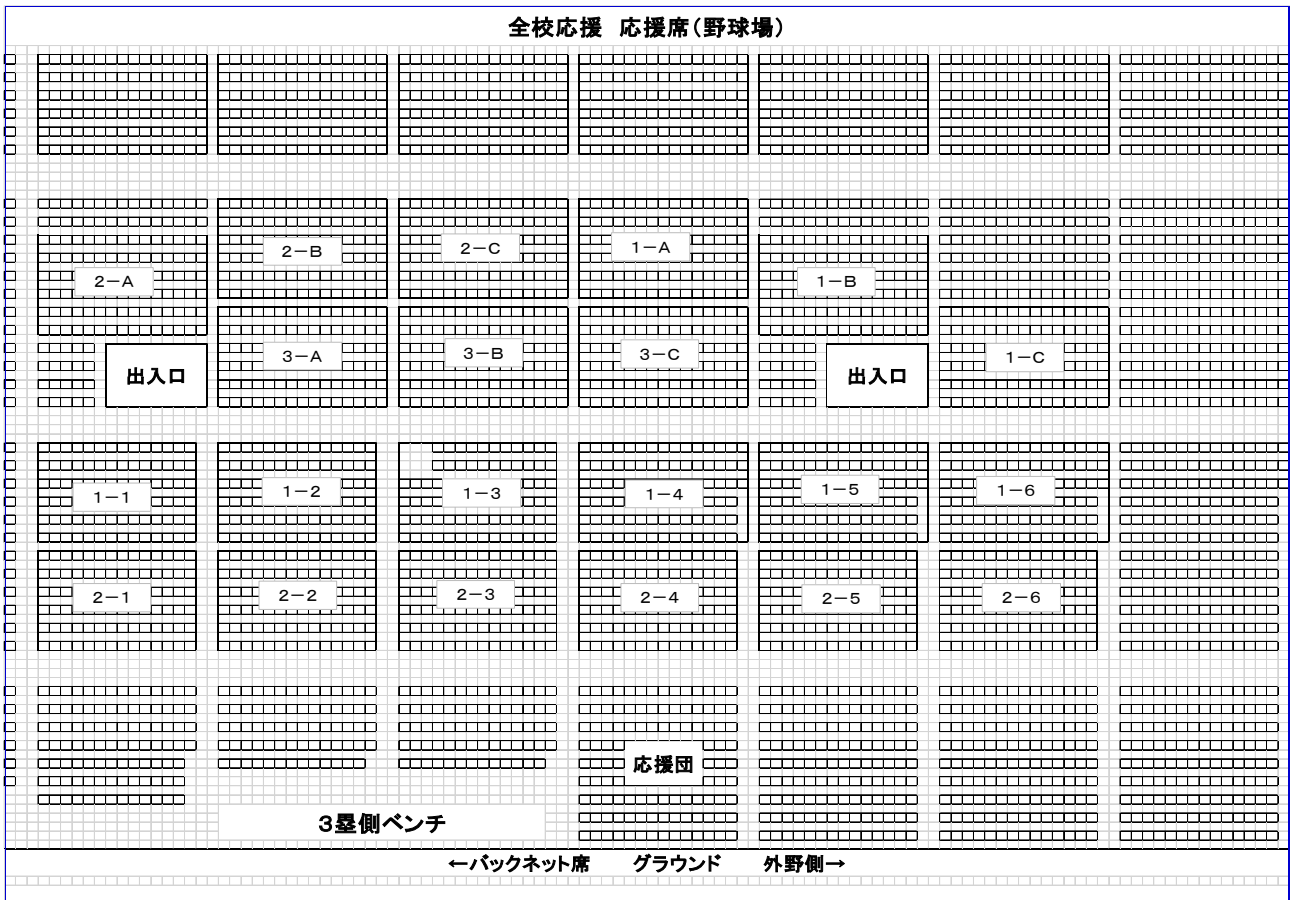 全校応援 応援席(野球場)
2-B
2-C
1-A
2-A
1-B
3-A
3-B
3-C
1-C
出入口
出入口
1-1
1-2
1-3
1-4
1-5
1-6
2-1
2-2
2-3
2-4
2-5
2-6
応援団
3塁側ベンチ
←バックネット席 グラウンド 外野側→